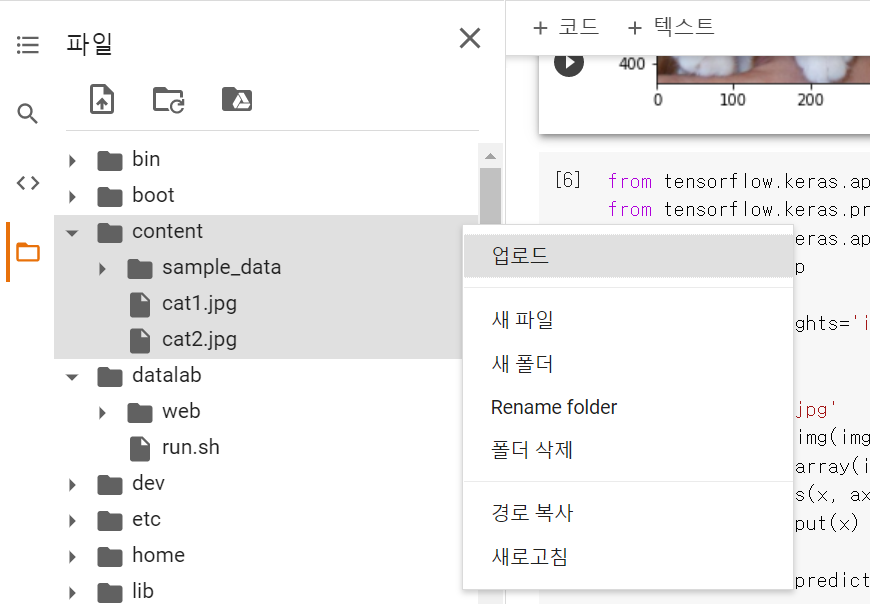 파일
bin
boot
content
sample_data
cat1.jpg
cat2.jpg
datalab
web
run.sh
dev
etc
home
lib
+ 코드 + 텍스트
400
0 100 200
[6] from tensorflow.keras.ap
from tensorflow.keras.pr
eras.ap
p
ghts='i
jpg'
img(img
array(i
s(x, ax
put(x)
predict
업로드
새 파일
새 폴더
Rename folder
폴더 삭제
경로 복사
새로고침